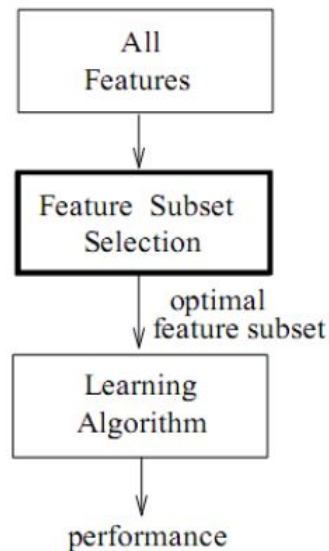 All
Features
Feature Subset
Selection
optimal
feature subset
Learning
Algorithm
performance